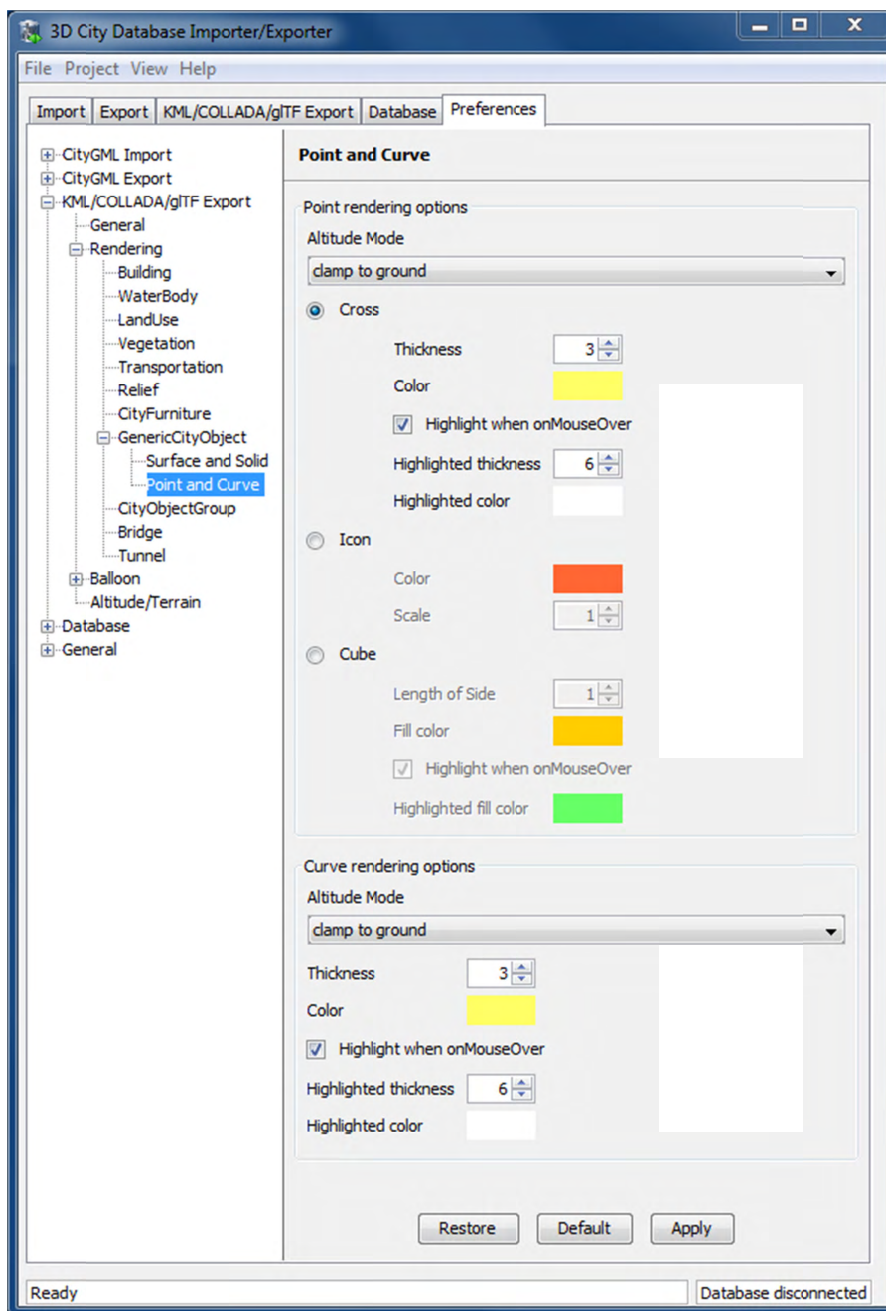 3D City Database Importer/Exporter
File Project View Help
Import Export KML/COLLADA/glTF Export Database Preferences
CityGML Import
CityGML Export
KML/COLLADA/glTF Export
General
Rendering
Building
WaterBody
LandUse
Vegetation
Transportation
Relief
CityFurniture
GenericCityObject
Surface and Solid
Point and Curve
CityObjectGroup
Bridge
Tunnel
Balloon
Altitude/Terrain
Database
General
Point and Curve
Point rendering options
Altitude Mode
clamp to ground
Cross
Thickness 3
Color
Highlight when onMouseOver
Highlighted thickness 6
Highlighted color
Icon
Color
Scale 1
Cube
Length of Side 1
Fill color
Highlight when onMouseOver
Highlighted fill color
Curve rendering options
Altitude Mode
clamp to ground
Thickness 3
Color
Highlight when onMouseOver
Highlighted thickness 6
Highlighted color
Restore Default Apply
Ready Database disconnected